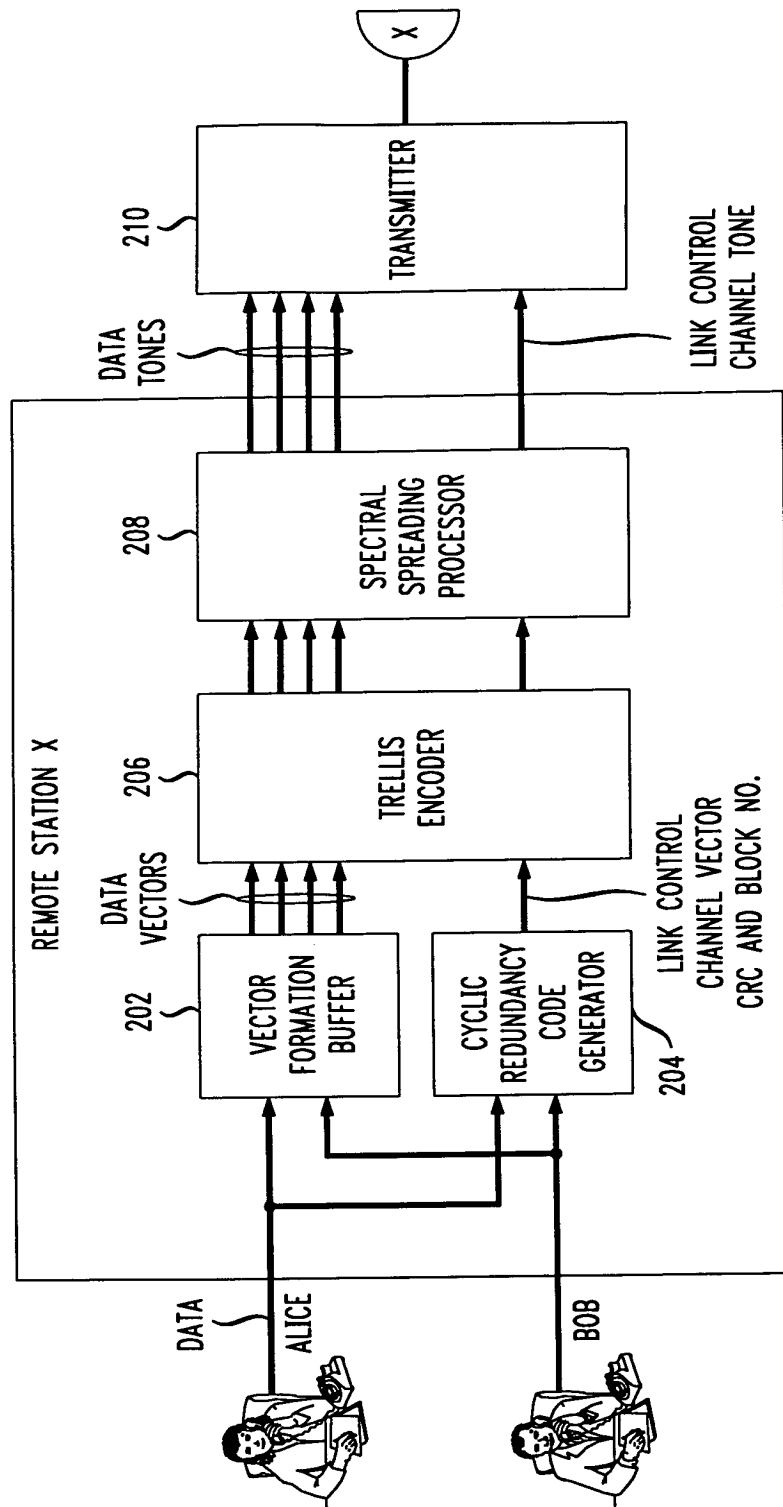 REMOTE STATION X
DATA
ALICE
BOB
202
VECTOR
FORMATION
BUFFER
CYCLIC
REDUNDANCY
CODE
GENERATOR
204
DATA
VECTORS
LINK CONTROL
CHANNEL VECTOR
CRC AND BLOCK NO.
206
TRELLIS
ENCODER
208
SPECTRAL
SPREADING
PROCESSOR
DATA
TONES
LINK CONTROL
CHANNEL TONE
210
TRANSMITTER
X